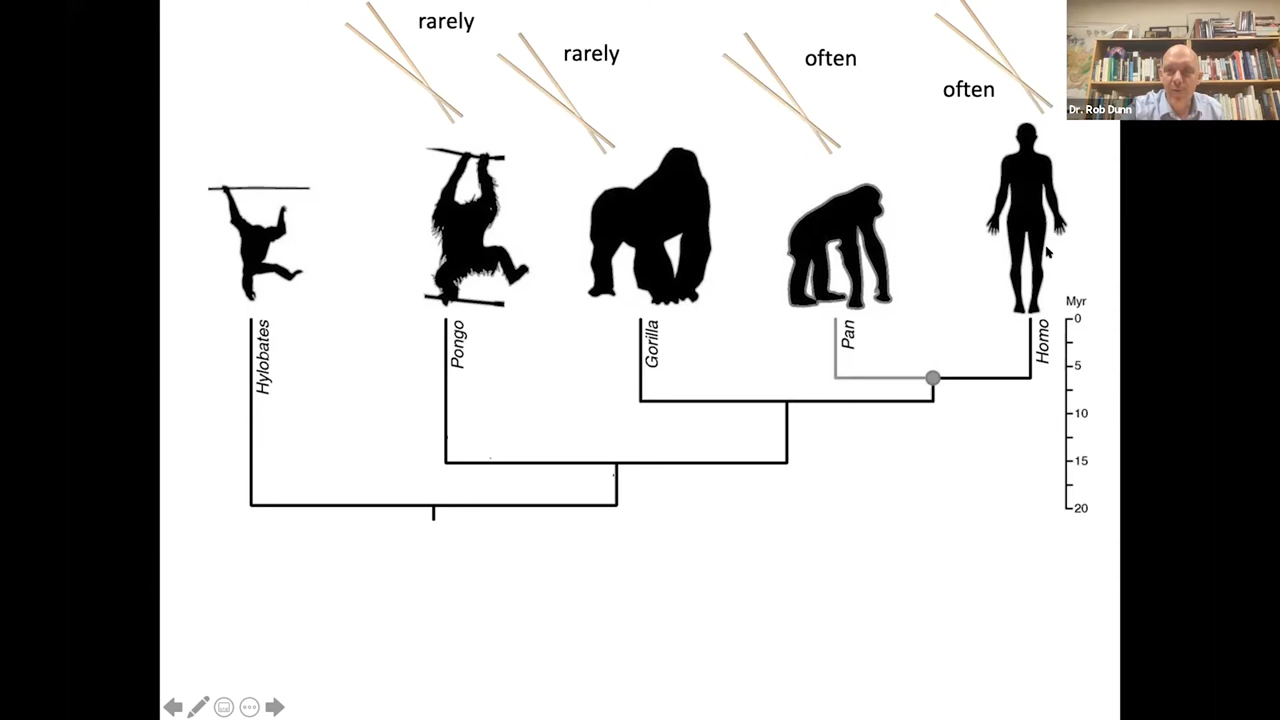 rarely
rarely
often
often
Dr. Rob Dunn
Hylobates
Pongo
Gorilla
Pan
Homo
Myr
0
5
10
15
20